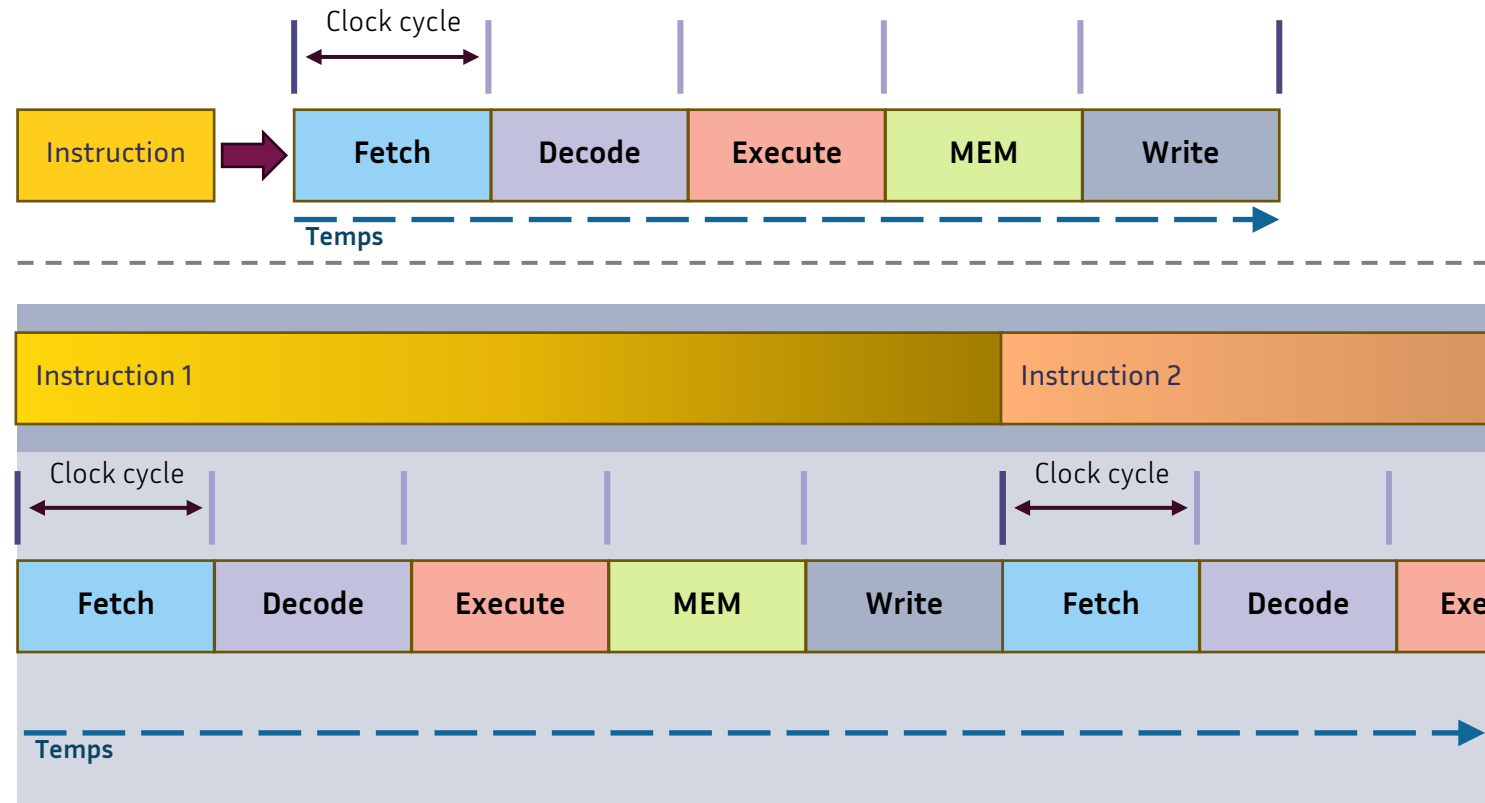 Clock cycle
Instruction
Fetch
Decode
Execute
MEM
Write
Temps
Instruction 1
Instruction 2
Clock cycle
Clock cycle
Fetch
Decode
Execute
MEM
Write
Fetch
Decode
Exe
Temps